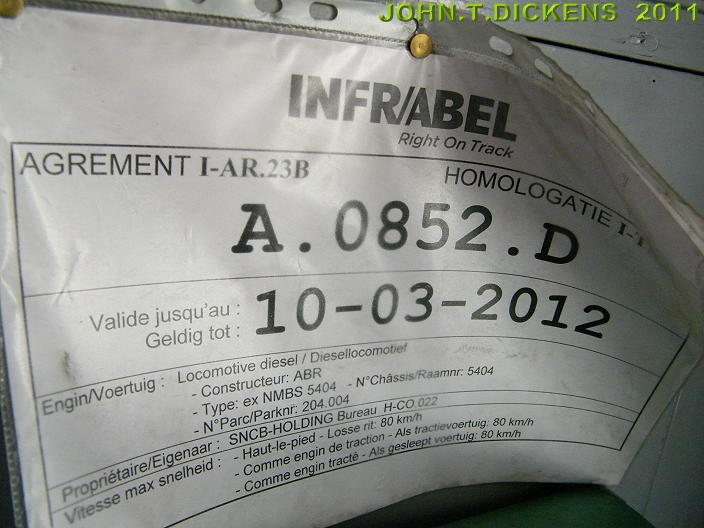 JOHN.T.DICKENS 2011
INFRABEL
Right On Track
AGREMENT I-AR.23B HOMOLOGATIE
A.0852.D
Valide jusqu'au :
Geldig tot : 10-03-2012
Engin/Voertuig : Locomotive diesel / Diesellocomotief
- Constructeur: ABR
- Type: ex NMBS 5404 - N°Châssis/Raamnr: 5404
- N°Parc/Parknr: 204.004
Propriétaire/Eigenaar : SNCB-HOLDING Bureau H-CO.022
Vitesse max snelheid : - Haut-le-pied - Losse rit: 80 km/h
- Comme engin de traction - Als tractievoertuig: 80 km/h
- Comme engin tracté - Als gesleept voertuig: 80 km/h